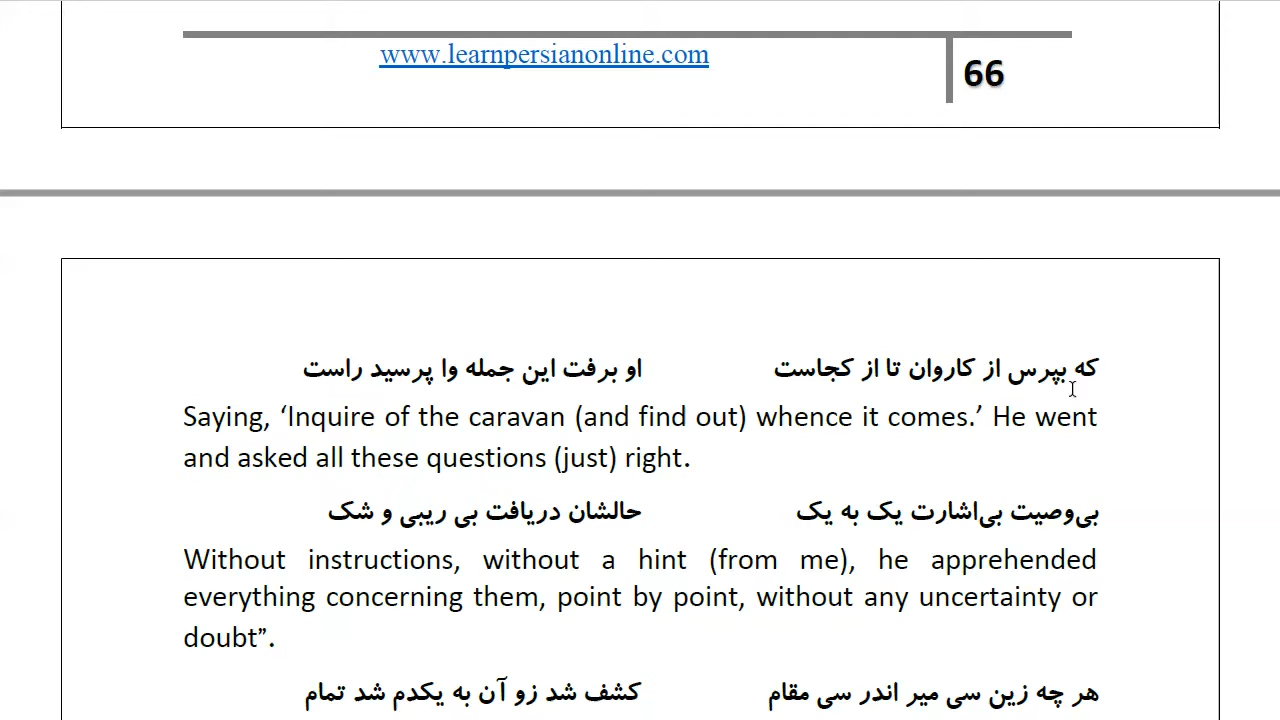 www.learnpersianonline.com
66
که بپرس از کاروان تا از کجاست او برفت این جمله وا پرسید راست
Saying, ‘Inquire of the caravan (and find out) whence it comes.’ He went
and asked all these questions (just) right.
بی‌وصیت بی‌اشارت یک به یک حالشان دریافت بی ریبی و شک
Without instructions, without a hint (from me), he apprehended
everything concerning them, point by point, without any uncertainty or
doubt”.
هر چه زین سی میر اندر سی مقام کشف شد زو آن به یکدم شد تمام